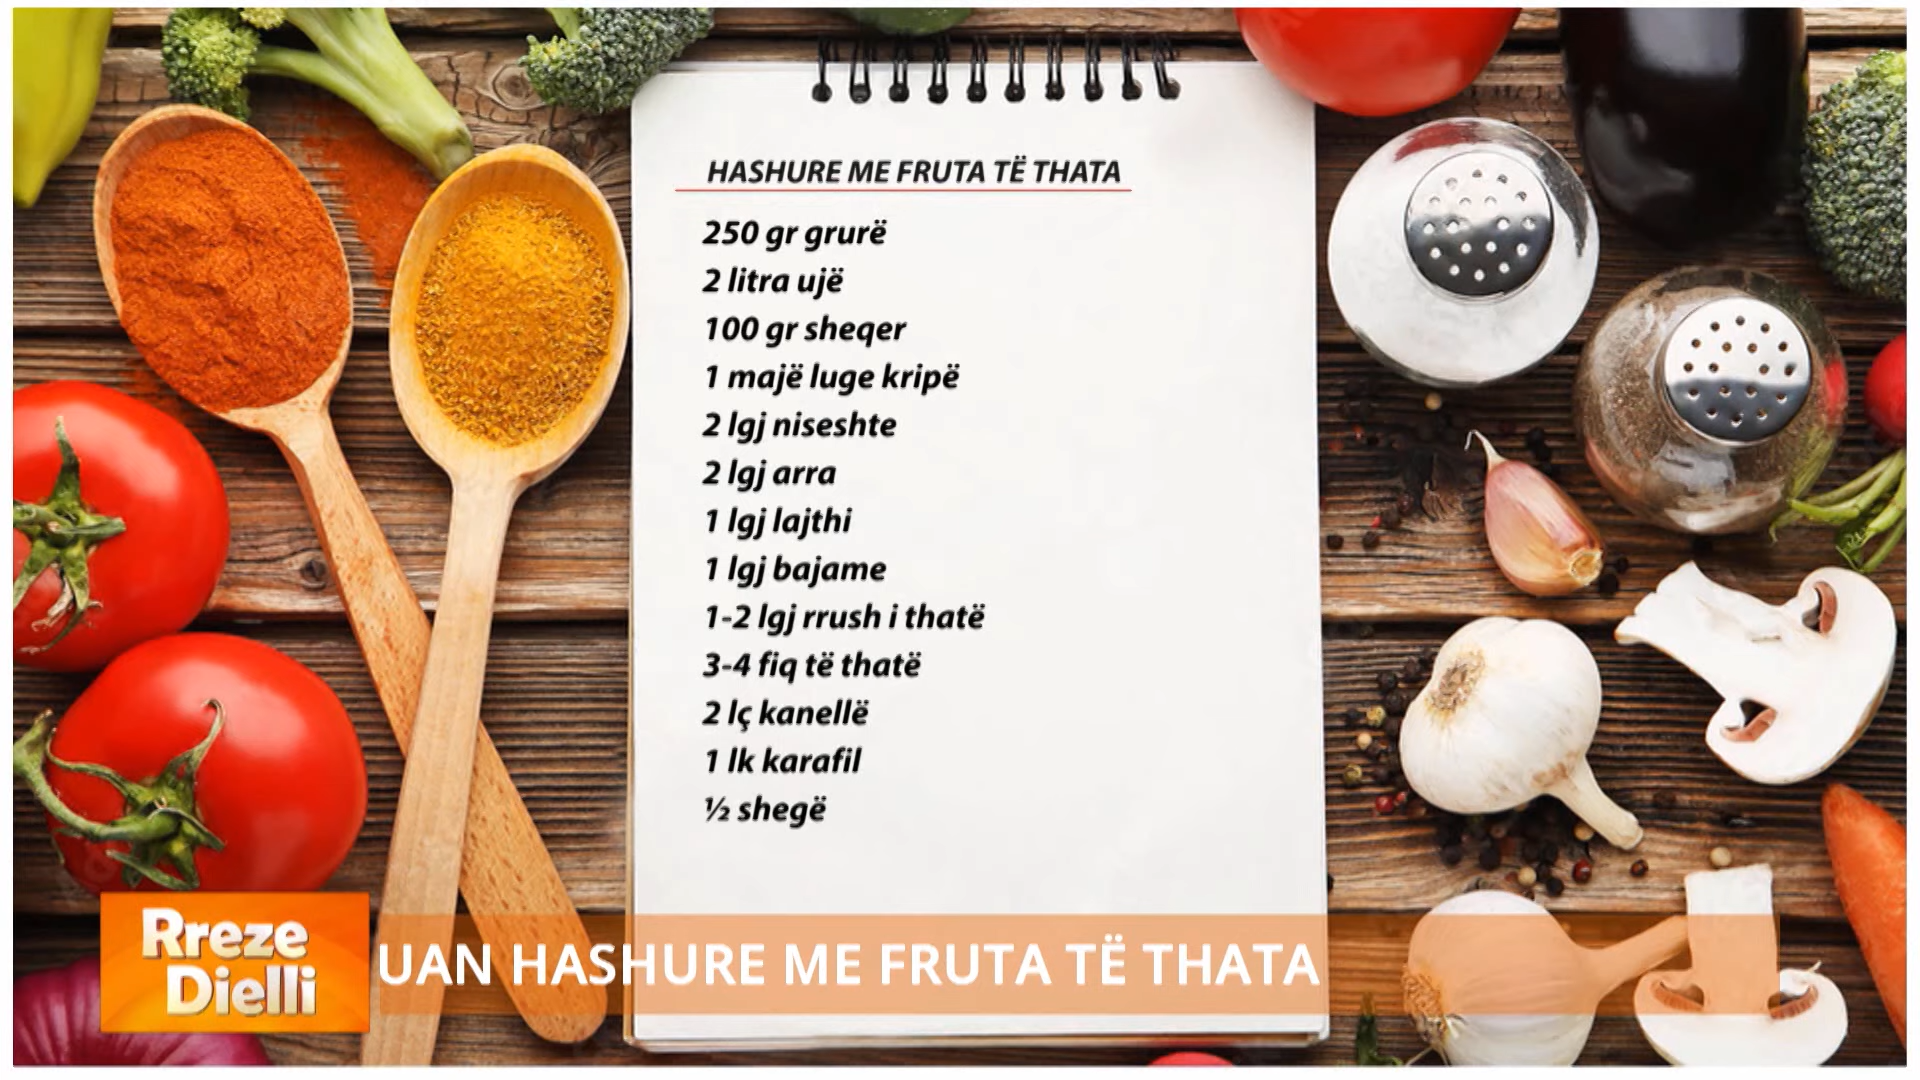 HASHURE ME FRUTA TË THATA
250 gr grurë
2 litra ujë
100 gr sheqer
1 majë luge kripë
2 lgj niseshte
2 lgj arra
1 lgj lajthi
1 lgj bajame
1-2 lgj rrush i thatë
3-4 fiq të thatë
2 lç kanellë
1 lk karafil
½ shegë
Rreze
Dielli
UAN HASHURE ME FRUTA TË THATA